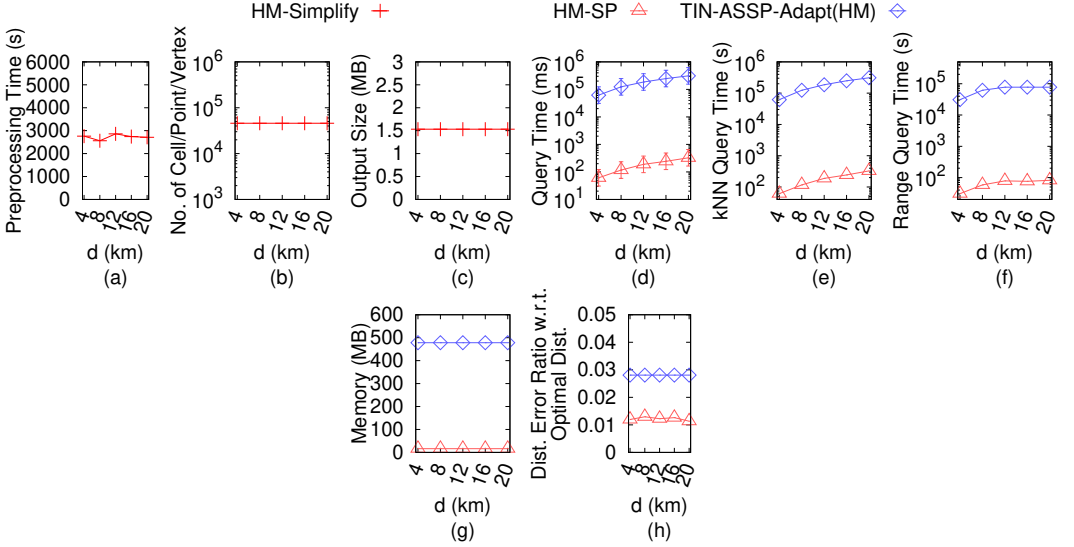 HM-Simplify HM-SP TIN-ASSP-Adapt(HM)
Preprocessing Time (s)
6000
5000
4000
3000
2000
1000
0
4 8 12 16 20
d (km)
(a)
No. of Cell/Point/Vertex
10^6
10^5
10^4
10^3
4 8 12 16 20
d (km)
(b)
Output Size (MB)
3
2.5
2
1.5
1
0.5
0
4 8 12 16 20
d (km)
(c)
Query Time (ms)
10^6
10^5
10^4
10^3
10^2
10^1
4 8 12 16 20
d (km)
(d)
kNN Query Time (s)
10^6
10^5
10^4
10^3
10^2
4 8 12 16 20
d (km)
(e)
Range Query Time (s)
10^5
10^4
10^3
10^2
4 8 12 16 20
d (km)
(f)
Memory (MB)
600
500
400
300
200
100
0
4 8 12 16 20
d (km)
(g)
Dist. Error Ratio w.r.t.
Optimal Dist.
0.05
0.04
0.03
0.02
0.01
0
4 8 12 16 20
d (km)
(h)